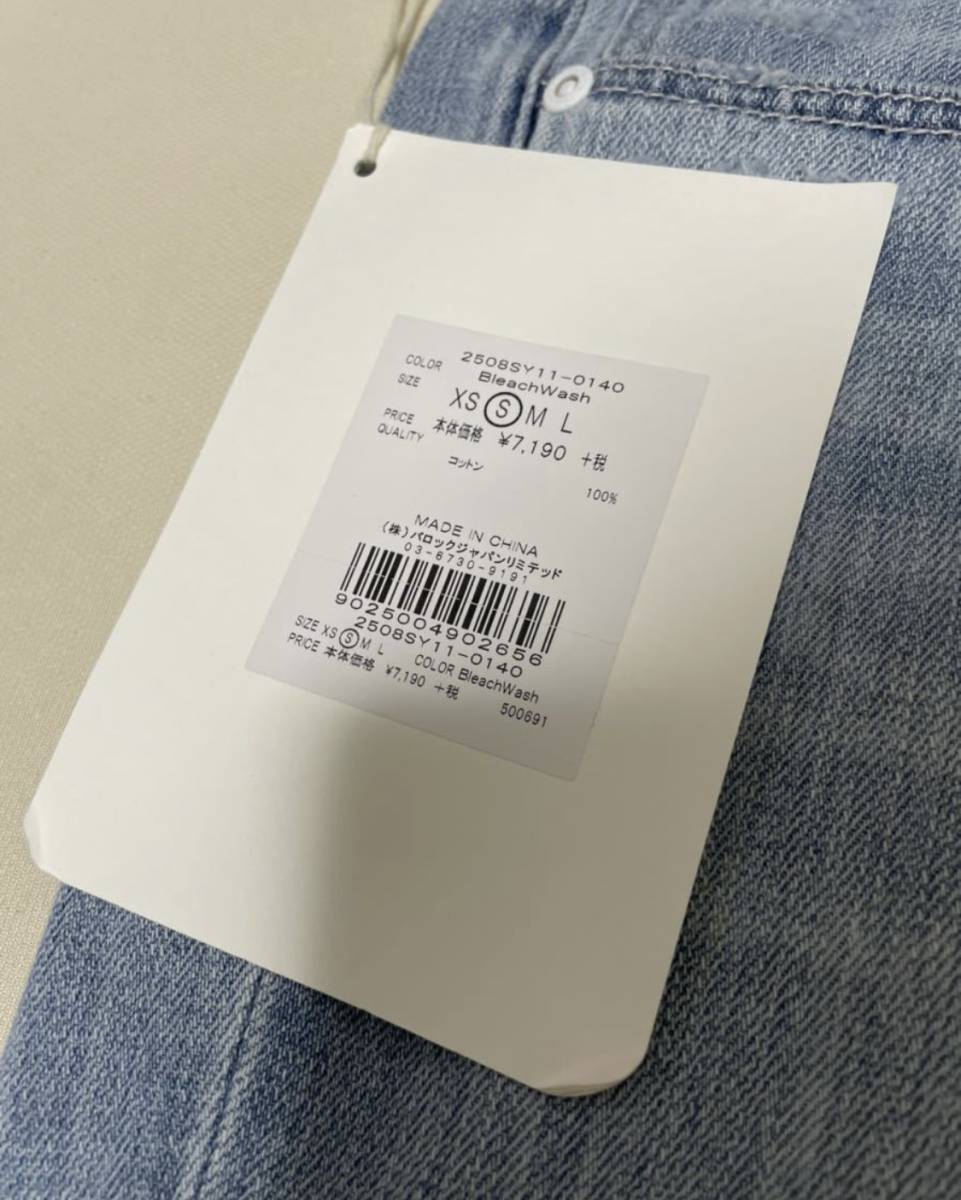 2508SY11-0140
COLOR BleachWash
SIZE XS S M L
PRICE 本体価格 ¥7,190 +税
QUALITY
コットン 100%
MADE IN CHINA
(株)バロックジャパンリミテッド
03-6730-9191
9025004902656
2508SY11-0140
SIZE XS S M L COLOR BleachWash
PRICE 本体価格 ¥7,190 +税 500691